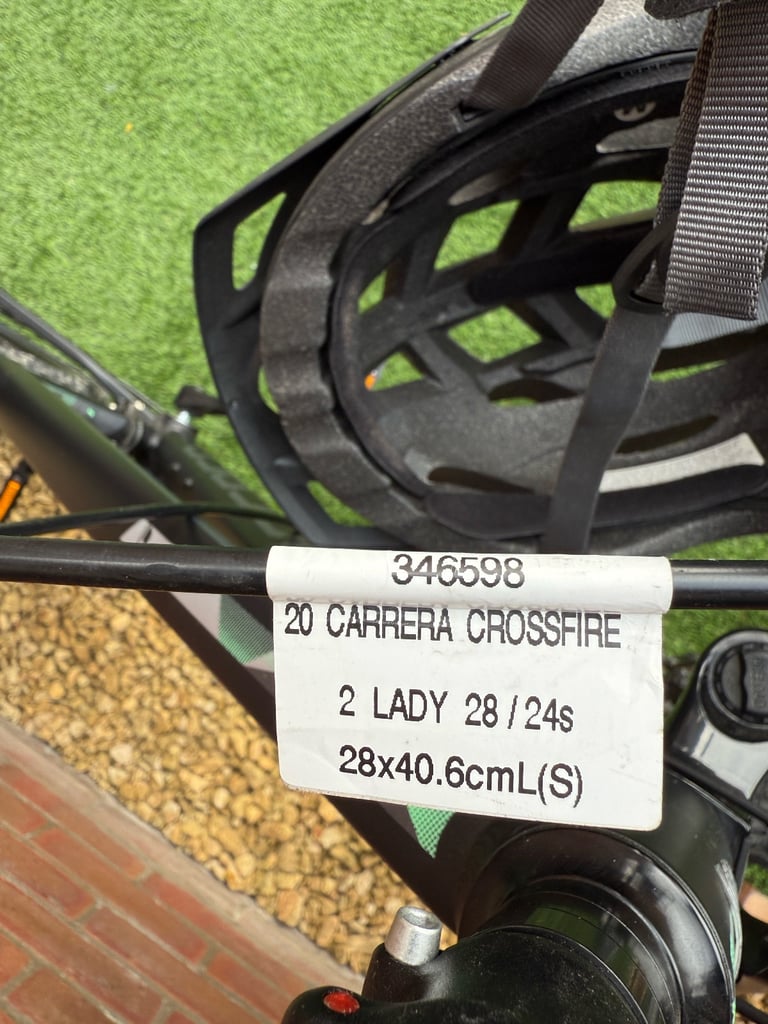 346598
20 CARRERA CROSSFIRE
2 LADY 28 / 24s
28x40.6cmL(S)